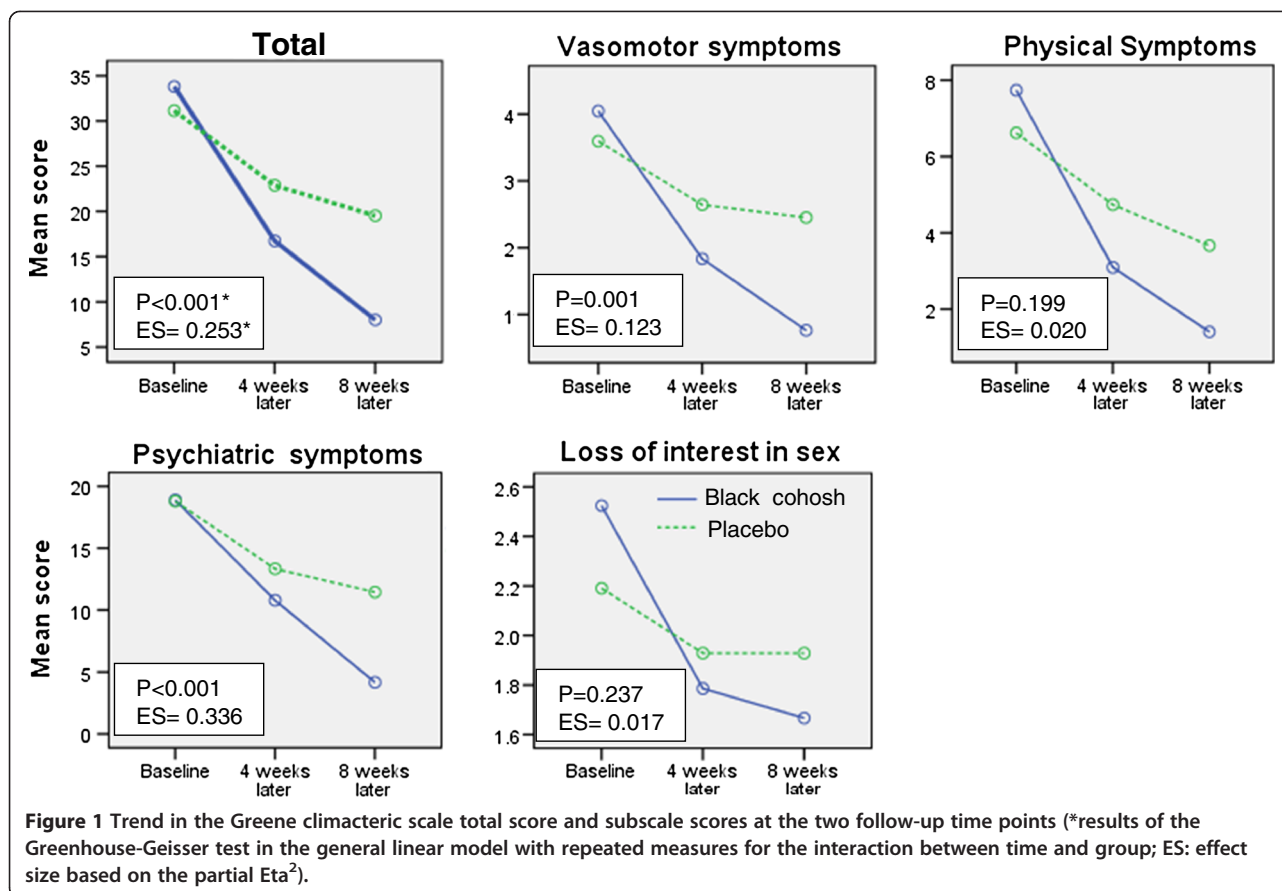 Total
Mean score
35
30
25
20
15
10
5
P<0.001*
ES= 0.253*
Baseline
4 weeks
later
8 weeks
later
Vasomotor symptoms
4
3
2
1
P=0.001
ES= 0.123
Baseline
4 weeks
later
8 weeks
later
Physical Symptoms
8
6
4
2
P=0.199
ES= 0.020
Baseline
4 weeks
later
8 weeks
later
Psychiatric symptoms
Mean score
20
15
10
5
0
P<0.001
ES= 0.336
Baseline
4 weeks
later
8 weeks
later
Loss of interest in sex
2.6
2.4
2.2
2.0
1.8
1.6
Black cohosh
Placebo
P=0.237
ES= 0.017
Baseline
4 weeks
later
8 weeks
later
Figure 1 Trend in the Greene climacteric scale total score and subscale scores at the two follow-up time points (*results of the
Greenhouse-Geisser test in the general linear model with repeated measures for the interaction between time and group; ES: effect
size based on the partial Eta²).